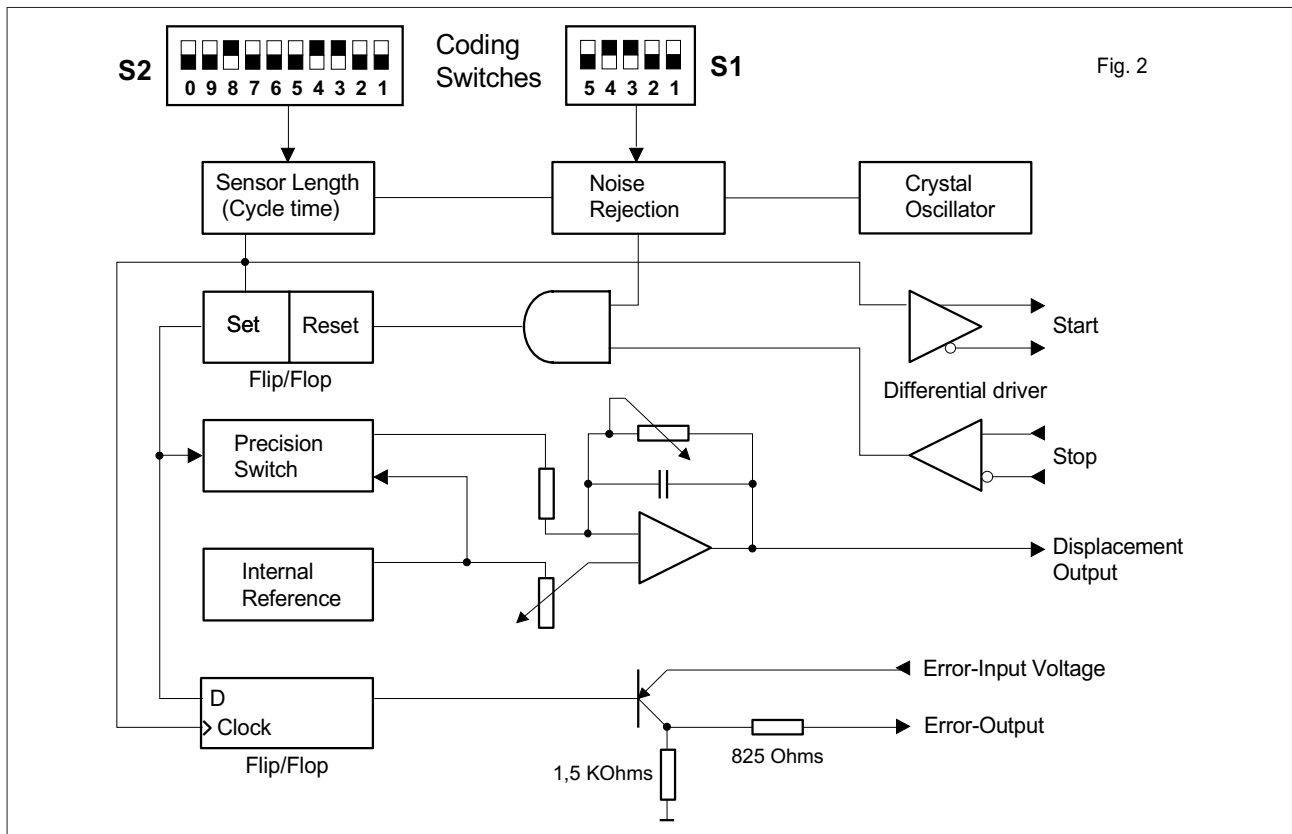 S2
0 9 8 7 6 5 4 3 2 1
Coding
Switches
5 4 3 2 1
S1
Fig. 2
Sensor Length
(Cycle time)
Noise
Rejection
Crystal
Oscillator
Set
Reset
Flip/Flop
Start
Differential driver
Precision
Switch
Stop
Internal
Reference
Displacement
Output
D
Clock
Flip/Flop
Error-Input Voltage
Error-Output
825 Ohms
1,5 KOhms